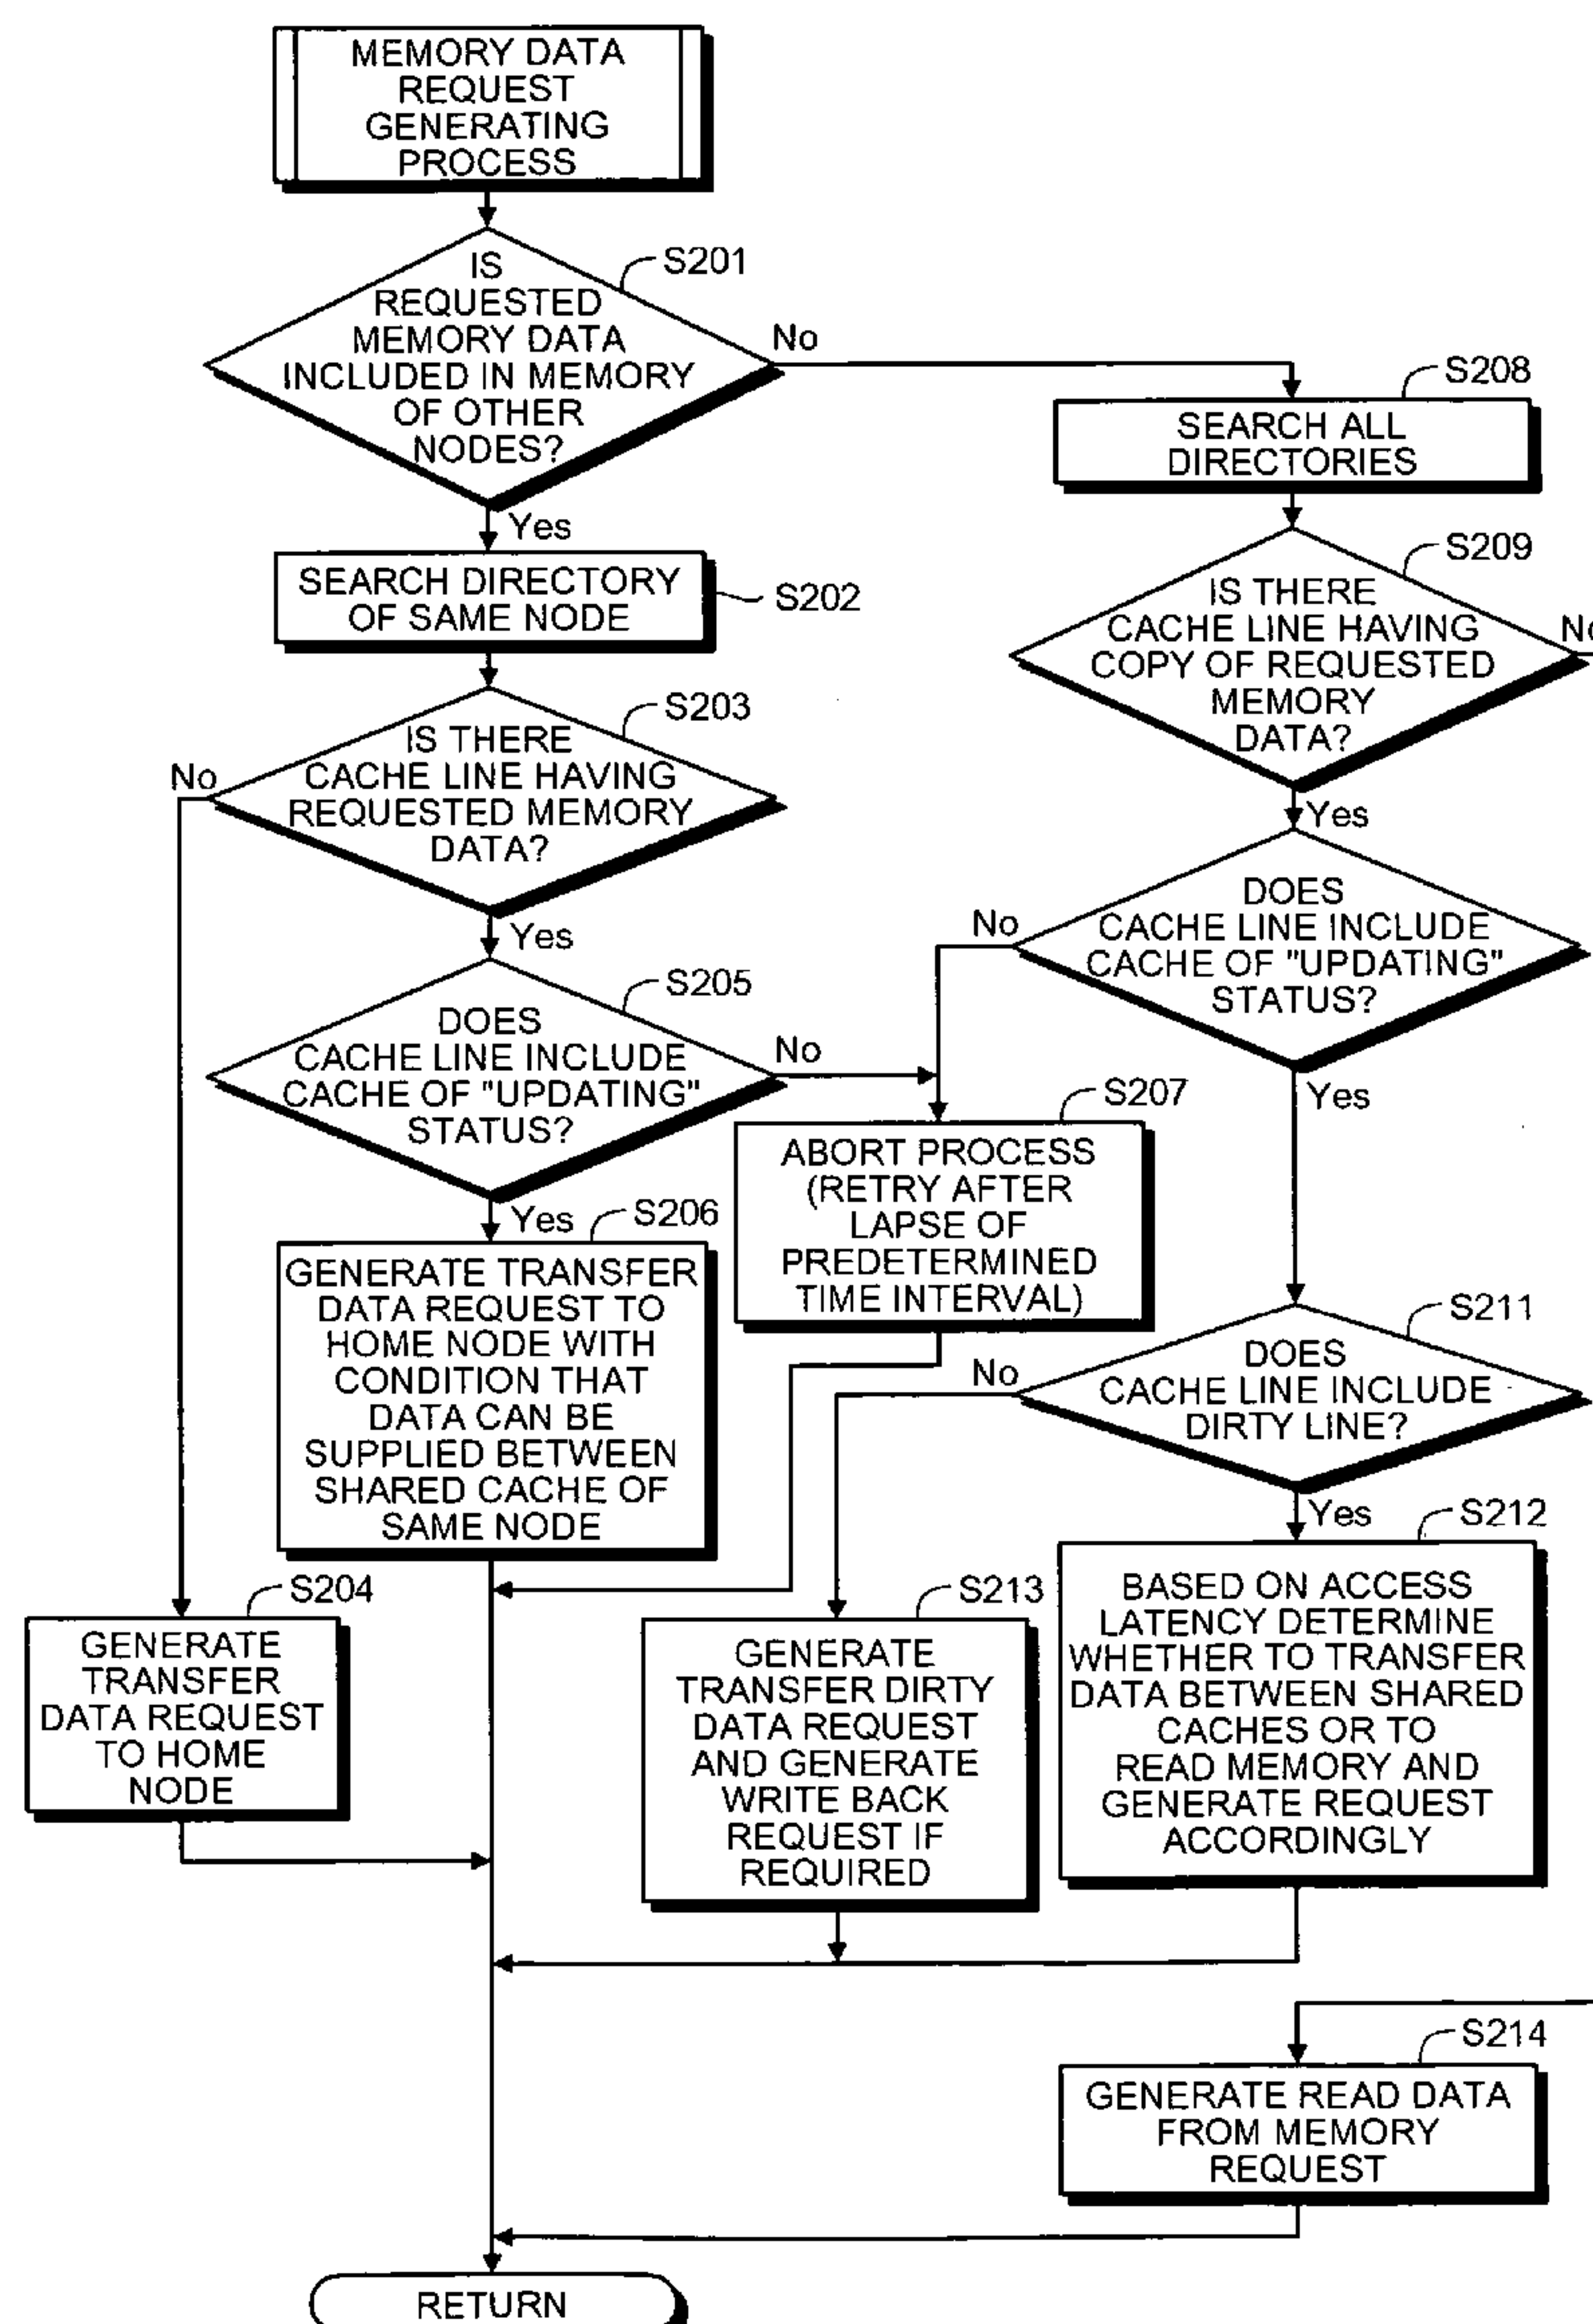 MEMORY DATA
REQUEST
GENERATING
PROCESS
S201
IS
REQUESTED
MEMORY DATA
INCLUDED IN MEMORY
OF OTHER
NODES?
No
Yes
SEARCH DIRECTORY
OF SAME NODE
S202
S203
IS THERE
CACHE LINE HAVING
REQUESTED MEMORY
DATA?
No
Yes
S205
DOES
CACHE LINE INCLUDE
CACHE OF "UPDATING"
STATUS?
No
Yes
S206
GENERATE TRANSFER
DATA REQUEST TO
HOME NODE WITH
CONDITION THAT
DATA CAN BE
SUPPLIED BETWEEN
SHARED CACHE OF
SAME NODE
S204
GENERATE
TRANSFER
DATA REQUEST
TO HOME
NODE
S207
ABORT PROCESS
(RETRY AFTER
LAPSE OF
PREDETERMINED
TIME INTERVAL)
S208
SEARCH ALL
DIRECTORIES
S209
IS THERE
CACHE LINE HAVING
COPY OF REQUESTED
MEMORY
DATA?
No
Yes
DOES
CACHE LINE INCLUDE
CACHE OF "UPDATING"
STATUS?
No
Yes
S211
DOES
CACHE LINE INCLUDE
DIRTY LINE?
No
Yes
S212
BASED ON ACCESS
LATENCY DETERMINE
WHETHER TO TRANSFER
DATA BETWEEN SHARED
CACHES OR TO
READ MEMORY AND
GENERATE REQUEST
ACCORDINGLY
S213
GENERATE
TRANSFER DIRTY
DATA REQUEST
AND GENERATE
WRITE BACK
REQUEST IF
REQUIRED
S214
GENERATE READ DATA
FROM MEMORY
REQUEST
RETURN